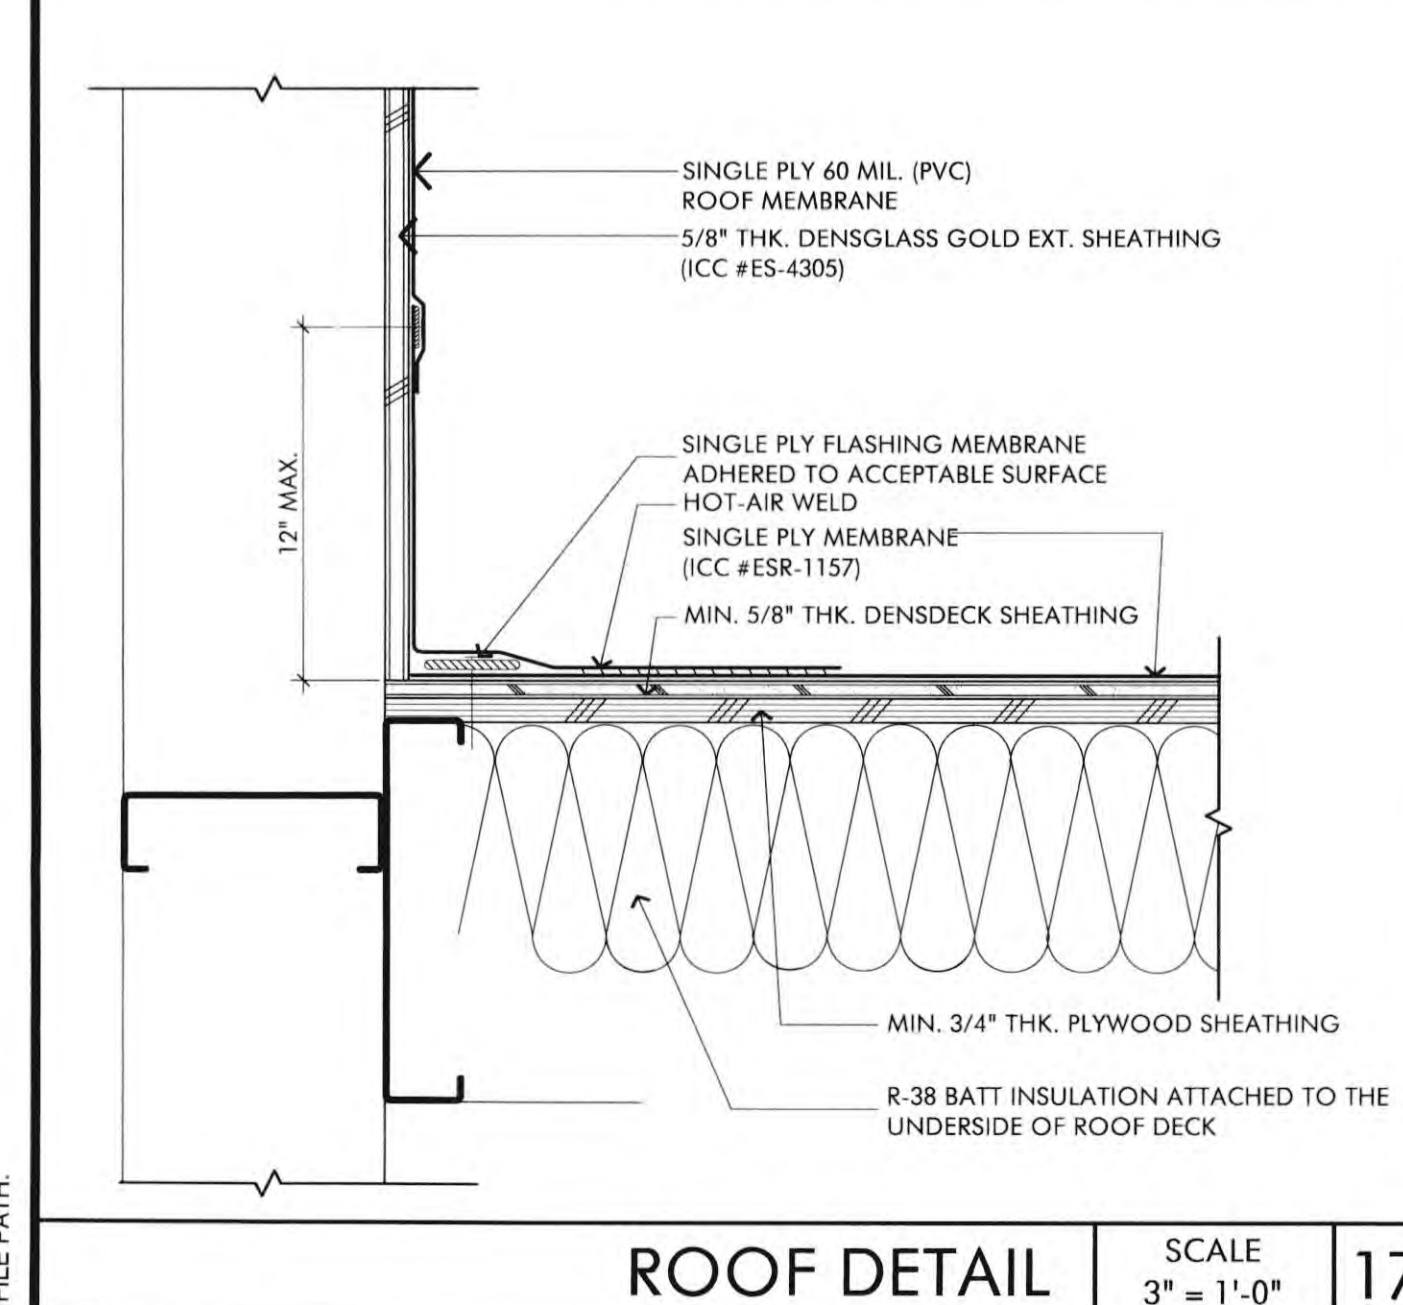 SINGLE PLY 60 MIL. (PVC)
ROOF MEMBRANE
5/8" THK. DENSGLASS GOLD EXT. SHEATHING
(ICC #ES-4305)
12" MAX.
SINGLE PLY FLASHING MEMBRANE
ADHERED TO ACCEPTABLE SURFACE
HOT-AIR WELD
SINGLE PLY MEMBRANE
(ICC #ESR-1157)
MIN. 5/8" THK. DENSDECK SHEATHING
MIN. 3/4" THK. PLYWOOD SHEATHING
R-38 BATT INSULATION ATTACHED TO THE
UNDERSIDE OF ROOF DECK
FILE PATH:
ROOF DETAIL
SCALE
3" = 1'-0"
17